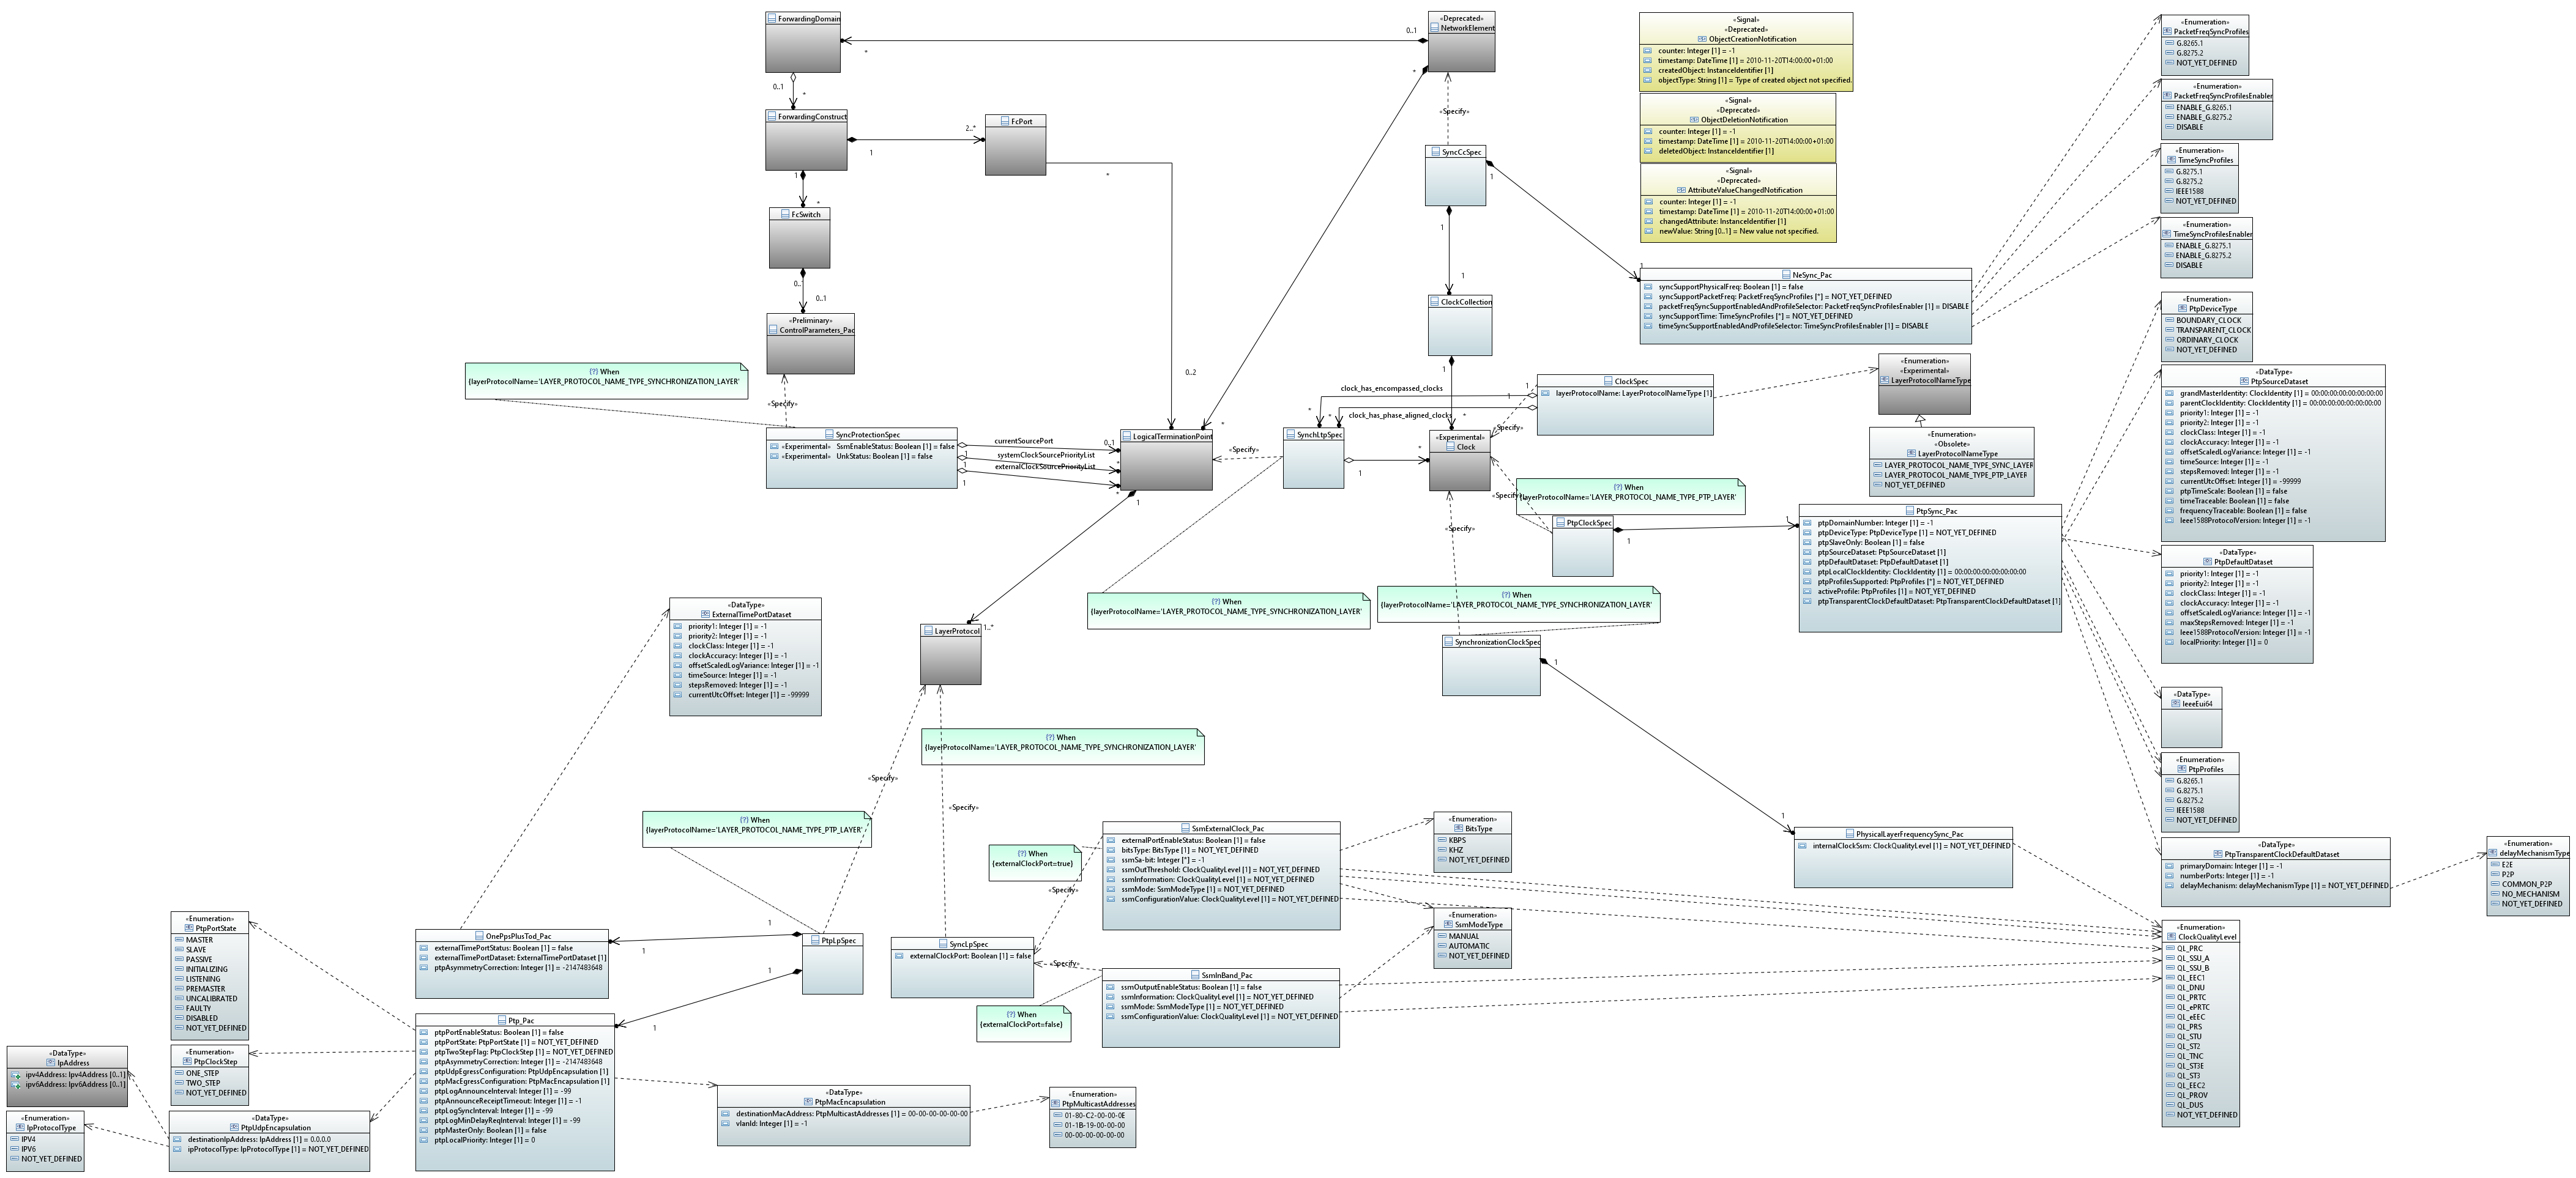 ForwardingDomain
0..1
*
ForwardingConstruct
1
2..*
FcPort
*
1
*
FcSwitch
0..1
0..1
«Preliminary»
ControlParameters_Pac
{?} When
{layerProtocolName='LAYER_PROTOCOL_NAME_TYPE_SYNCHRONIZATION_LAYER'
«Specify»
SyncProtectionSpec
«Experimental» SsmEnableStatus: Boolean [1] = false
«Experimental» UnkStatus: Boolean [1] = false
currentSourcePort
0..1
1
systemClockSourcePriorityList
*
1
externalClockSourcePriorityList
1
*
LogicalTerminationPoint
0..2
*
1
«Deprecated»
NetworkElement
0..1
*
*
«Specify»
SyncCcSpec
1
1
1
1
ClockCollection
1
*
clock_has_encompassed_clocks
1
*
clock_has_phase_aligned_clocks
1
*
ClockSpec
layerProtocolName: LayerProtocolNameType [1]
«Specify»
SynchLtpSpec
«Specify»
1
*
«Experimental»
Clock
«Specify»
«Specify»
«Signal»
«Deprecated»
ObjectCreationNotification
counter: Integer [1] = -1
timestamp: DateTime [1] = 2010-11-20T14:00:00+01:00
createdObject: InstanceIdentifier [1]
objectType: String [1] = Type of created object not specified.
«Signal»
«Deprecated»
ObjectDeletionNotification
counter: Integer [1] = -1
timestamp: DateTime [1] = 2010-11-20T14:00:00+01:00
deletedObject: InstanceIdentifier [1]
«Signal»
«Deprecated»
AttributeValueChangedNotification
counter: Integer [1] = -1
timestamp: DateTime [1] = 2010-11-20T14:00:00+01:00
changedAttribute: InstanceIdentifier [1]
newValue: String [0..1] = New value not specified.
NeSync_Pac
syncSupportPhysicalFreq: Boolean [1] = false
syncSupportPacketFreq: PacketFreqSyncProfiles [*] = NOT_YET_DEFINED
packetFreqSyncSupportEnabledAndProfileSelector: PacketFreqSyncProfilesEnabler [1] = DISABLE
syncSupportTime: TimeSyncProfiles [*] = NOT_YET_DEFINED
timeSyncSupportEnabledAndProfileSelector: TimeSyncProfilesEnabler [1] = DISABLE
«Enumeration»
«Experimental»
LayerProtocolNameType
«Enumeration»
«Obsolete»
LayerProtocolNameType
LAYER_PROTOCOL_NAME_TYPE_SYNC_LAYER
LAYER_PROTOCOL_NAME_TYPE_PTP_LAYER
NOT_YET_DEFINED
{?} When
{layerProtocolName='LAYER_PROTOCOL_NAME_TYPE_PTP_LAYER'
PtpClockSpec
1
1
PtpSync_Pac
ptpDomainNumber: Integer [1] = -1
ptpDeviceType: PtpDeviceType [1] = NOT_YET_DEFINED
ptpSlaveOnly: Boolean [1] = false
ptpSourceDataset: PtpSourceDataset [1]
ptpDefaultDataset: PtpDefaultDataset [1]
ptpLocalClockIdentity: ClockIdentity [1] = 00:00:00:00:00:00:00:00
ptpProfilesSupported: PtpProfiles [*] = NOT_YET_DEFINED
activeProfile: PtpProfiles [1] = NOT_YET_DEFINED
ptpTransparentClockDefaultDataset: PtpTransparentClockDefaultDataset [1]
{?} When
{layerProtocolName='LAYER_PROTOCOL_NAME_TYPE_SYNCHRONIZATION_LAYER'
{?} When
{layerProtocolName='LAYER_PROTOCOL_NAME_TYPE_SYNCHRONIZATION_LAYER'
SynchronizationClockSpec
1
1
PhysicalLayerFrequencySync_Pac
internalClockSsm: ClockQualityLevel [1] = NOT_YET_DEFINED
«Enumeration»
PacketFreqSyncProfiles
G.8265.1
G.8275.2
NOT_YET_DEFINED
«Enumeration»
PacketFreqSyncProfilesEnabler
ENABLE_G.8265.1
ENABLE_G.8275.2
DISABLE
«Enumeration»
TimeSyncProfiles
G.8275.1
G.8275.2
IEEE1588
NOT_YET_DEFINED
«Enumeration»
TimeSyncProfilesEnabler
ENABLE_G.8275.1
ENABLE_G.8275.2
DISABLE
«Enumeration»
PtpDeviceType
BOUNDARY_CLOCK
TRANSPARENT_CLOCK
ORDINARY_CLOCK
NOT_YET_DEFINED
«DataType»
PtpSourceDataset
grandMasterIdentity: ClockIdentity [1] = 00:00:00:00:00:00:00:00
parentClockIdentity: ClockIdentity [1] = 00:00:00:00:00:00:00:00
priority1: Integer [1] = -1
priority2: Integer [1] = -1
clockClass: Integer [1] = -1
clockAccuracy: Integer [1] = -1
offsetScaledLogVariance: Integer [1] = -1
timeSource: Integer [1] = -1
stepsRemoved: Integer [1] = -1
currentUtcOffset: Integer [1] = -99999
ptpTimeScale: Boolean [1] = false
timeTraceable: Boolean [1] = false
frequencyTraceable: Boolean [1] = false
Ieee1588ProtocolVersion: Integer [1] = -1
«DataType»
PtpDefaultDataset
priority1: Integer [1] = -1
priority2: Integer [1] = -1
clockClass: Integer [1] = -1
clockAccuracy: Integer [1] = -1
offsetScaledLogVariance: Integer [1] = -1
maxStepsRemoved: Integer [1] = -1
Ieee1588ProtocolVersion: Integer [1] = -1
localPriority: Integer [1] = 0
«DataType»
IeeeEui64
«Enumeration»
PtpProfiles
G.8265.1
G.8275.1
G.8275.2
IEEE1588
NOT_YET_DEFINED
«DataType»
PtpTransparentClockDefaultDataset
primaryDomain: Integer [1] = -1
numberPorts: Integer [1] = -1
delayMechanism: delayMechanismType [1] = NOT_YET_DEFINED
«Enumeration»
delayMechanismType
E2E
P2P
COMMON_P2P
NO_MECHANISM
NOT_YET_DEFINED
«Enumeration»
ClockQualityLevel
QL_PRC
QL_SSU_A
QL_SSU_B
QL_EEC1
QL_DNU
QL_PRTC
QL_ePRTC
QL_eEEC
QL_PRS
QL_STU
QL_ST2
QL_TNC
QL_ST3E
QL_ST3
QL_EEC2
QL_PROV
QL_DUS
NOT_YET_DEFINED
«DataType»
ExternalTimePortDataset
priority1: Integer [1] = -1
priority2: Integer [1] = -1
clockClass: Integer [1] = -1
clockAccuracy: Integer [1] = -1
offsetScaledLogVariance: Integer [1] = -1
timeSource: Integer [1] = -1
stepsRemoved: Integer [1] = -1
currentUtcOffset: Integer [1] = -99999
LayerProtocol
1..*
{?} When
{layerProtocolName='LAYER_PROTOCOL_NAME_TYPE_SYNCHRONIZATION_LAYER'
«Specify»
«Specify»
{?} When
{layerProtocolName='LAYER_PROTOCOL_NAME_TYPE_PTP_LAYER'
{?} When
{externalClockPort=true}
SsmExternalClock_Pac
externalPortEnableStatus: Boolean [1] = false
bitsType: BitsType [1] = NOT_YET_DEFINED
ssmSa-bit: Integer [*] = -1
ssmOutThreshold: ClockQualityLevel [1] = NOT_YET_DEFINED
ssmInformation: ClockQualityLevel [1] = NOT_YET_DEFINED
ssmMode: SsmModeType [1] = NOT_YET_DEFINED
ssmConfigurationValue: ClockQualityLevel [1] = NOT_YET_DEFINED
«Specify»
«Enumeration»
BitsType
KBPS
KHZ
NOT_YET_DEFINED
«Enumeration»
SsmModeType
MANUAL
AUTOMATIC
NOT_YET_DEFINED
SyncLpSpec
externalClockPort: Boolean [1] = false
«Specify»
SsmInBand_Pac
ssmOutputEnableStatus: Boolean [1] = false
ssmInformation: ClockQualityLevel [1] = NOT_YET_DEFINED
ssmMode: SsmModeType [1] = NOT_YET_DEFINED
ssmConfigurationValue: ClockQualityLevel [1] = NOT_YET_DEFINED
{?} When
{externalClockPort=false}
PtpLpSpec
1
1
1
1
OnePpsPlusTod_Pac
externalTimePortStatus: Boolean [1] = false
externalTimePortDataset: ExternalTimePortDataset [1]
ptpAsymmetryCorrection: Integer [1] = -2147483648
«Enumeration»
PtpPortState
MASTER
SLAVE
PASSIVE
INITIALIZING
LISTENING
PREMASTER
UNCALIBRATED
FAULTY
DISABLED
NOT_YET_DEFINED
Ptp_Pac
ptpPortEnableStatus: Boolean [1] = false
ptpPortState: PtpPortState [1] = NOT_YET_DEFINED
ptpTwoStepFlag: PtpClockStep [1] = NOT_YET_DEFINED
ptpAsymmetryCorrection: Integer [1] = -2147483648
ptpUdpEgressConfiguration: PtpUdpEncapsulation [1]
ptpMacEgressConfiguration: PtpMacEncapsulation [1]
ptpLogAnnounceInterval: Integer [1] = -99
ptpAnnounceReceiptTimeout: Integer [1] = -1
ptpLogSyncInterval: Integer [1] = -99
ptpLogMinDelayReqInterval: Integer [1] = -99
ptpMasterOnly: Boolean [1] = false
ptpLocalPriority: Integer [1] = 0
«Enumeration»
PtpClockStep
ONE_STEP
TWO_STEP
NOT_YET_DEFINED
«DataType»
IpAddress
ipv4Address: Ipv4Address [0..1]
ipv6Address: Ipv6Address [0..1]
«Enumeration»
IpProtocolType
IPV4
IPV6
NOT_YET_DEFINED
«DataType»
PtpUdpEncapsulation
destinationIpAddress: IpAddress [1] = 0.0.0.0
ipProtocolType: IpProtocolType [1] = NOT_YET_DEFINED
«DataType»
PtpMacEncapsulation
destinationMacAddress: PtpMulticastAddresses [1] = 00-00-00-00-00-00
vlanId: Integer [1] = -1
«Enumeration»
PtpMulticastAddresses
01-80-C2-00-00-0E
01-1B-19-00-00-00
00-00-00-00-00-00